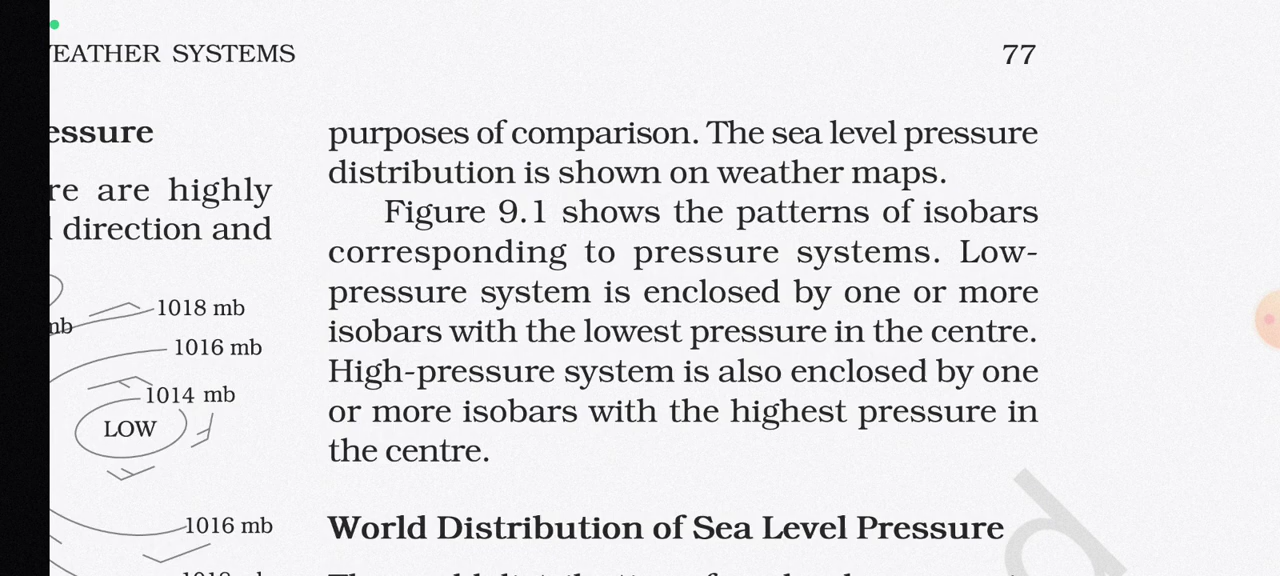 WEATHER SYSTEMS 77
essure
re are highly
direction and
1018 mb
mb
1016 mb
1014 mb
LOW
1016 mb
purposes of comparison. The sea level pressure
distribution is shown on weather maps.
Figure 9.1 shows the patterns of isobars
corresponding to pressure systems. Low-
pressure system is enclosed by one or more
isobars with the lowest pressure in the centre.
High-pressure system is also enclosed by one
or more isobars with the highest pressure in
the centre.
World Distribution of Sea Level Pressure